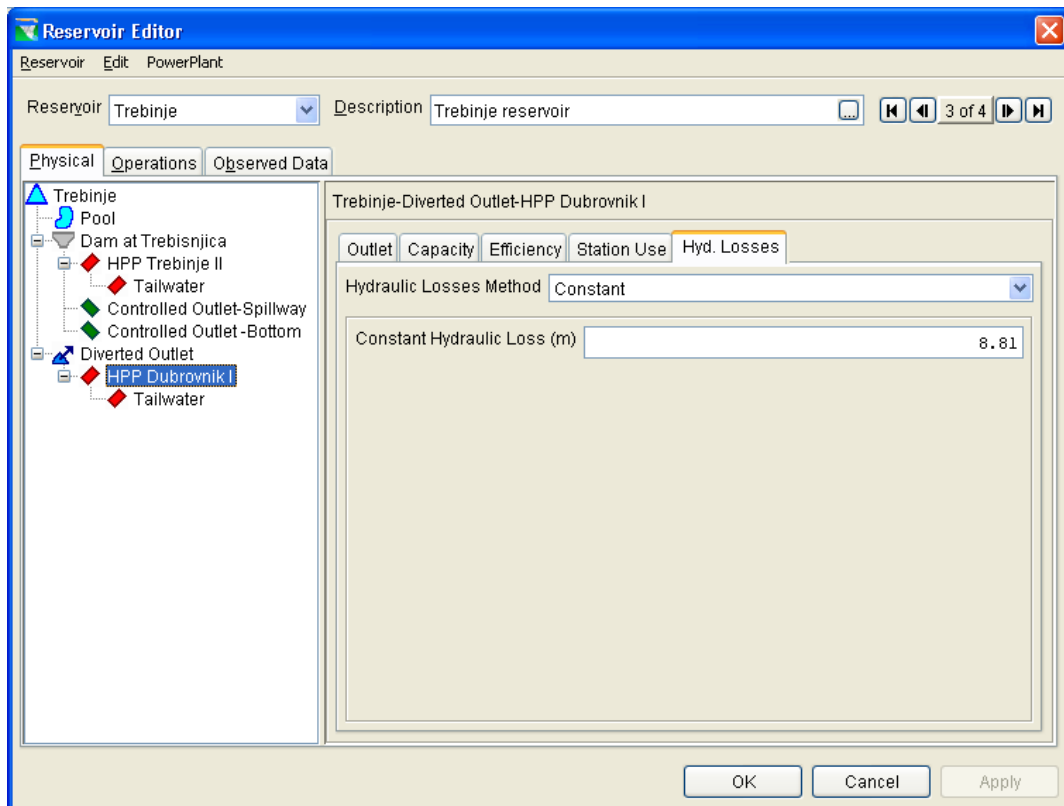 Reservoir Editor
Reservoir Edit PowerPlant
Reservoir Trebinje Description Trebinje reservoir ... 3 of 4
Physical Operations Observed Data
Trebinje
Pool
Dam at Trebisnjica
HPP Trebinje II
Tailwater
Controlled Outlet-Spillway
Controlled Outlet-Bottom
Diverted Outlet
HPP Dubrovnik I
Tailwater
Trebinje-Diverted Outlet-HPP Dubrovnik I
Outlet Capacity Efficiency Station Use Hyd. Losses
Hydraulic Losses Method Constant
Constant Hydraulic Loss (m) 8.81
OK Cancel Apply